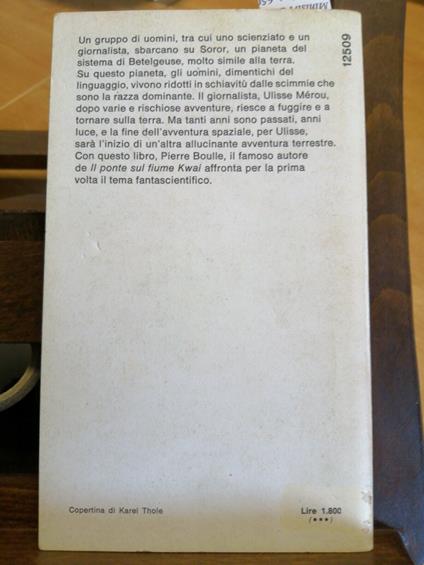 Un gruppo di uomini, tra cui uno scienziato e un
giornalista, sbarcano su Soror, un pianeta del
sistema di Betelgeuse, molto simile alla terra.
Su questo pianeta, gli uomini, dimentichi del
linguaggio, vivono ridotti in schiavitù dalle scimmie che
sono la razza dominante. Il giornalista, Ulisse Mérou,
dopo varie e rischiose avventure, riesce a fuggire e a
tornare sulla terra. Ma tanti anni sono passati, anni
luce, e la fine dell'avventura spaziale, per Ulisse,
sarà l'inizio di un'altra allucinante avventura terrestre.
Con questo libro, Pierre Boulle, il famoso autore
de Il ponte sul fiume Kwai affronta per la prima
volta il tema fantascientifico.
12509
Copertina di Karel Thole
Lire 1.800
(•••)